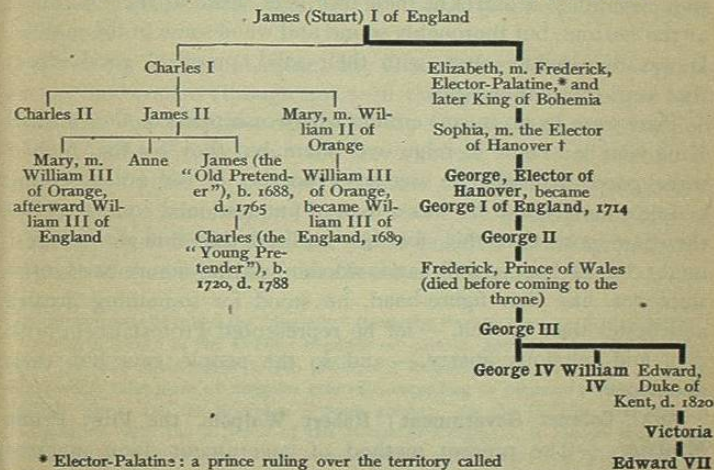 James (Stuart) I of England
Charles I
Elizabeth, m. Frederick,
Elector-Palatine,* and
later King of Bohemia
Charles II
James II
Mary, m. Wil-
liam II of
Orange
Sophia, m. the Elector
of Hanover †
Mary, m.
William III
of Orange,
afterward Wil-
liam III of
England
Anne
James (the
"Old Pretend-
er"), b. 1688,
d. 1765
William III
of Orange,
became Wil-
liam III of
England, 1689
George, Elector of
Hanover, became
George I of England, 1714
Charles (the
"Young Pre-
tender"), b.
1720, d. 1788
George II
Frederick, Prince of Wales
(died before coming to the
throne)
George III
George IV
William
IV
Edward,
Duke of
Kent, d. 1820
Victoria
Edward VII
* Elector-Palatine: a prince ruling over the territory called